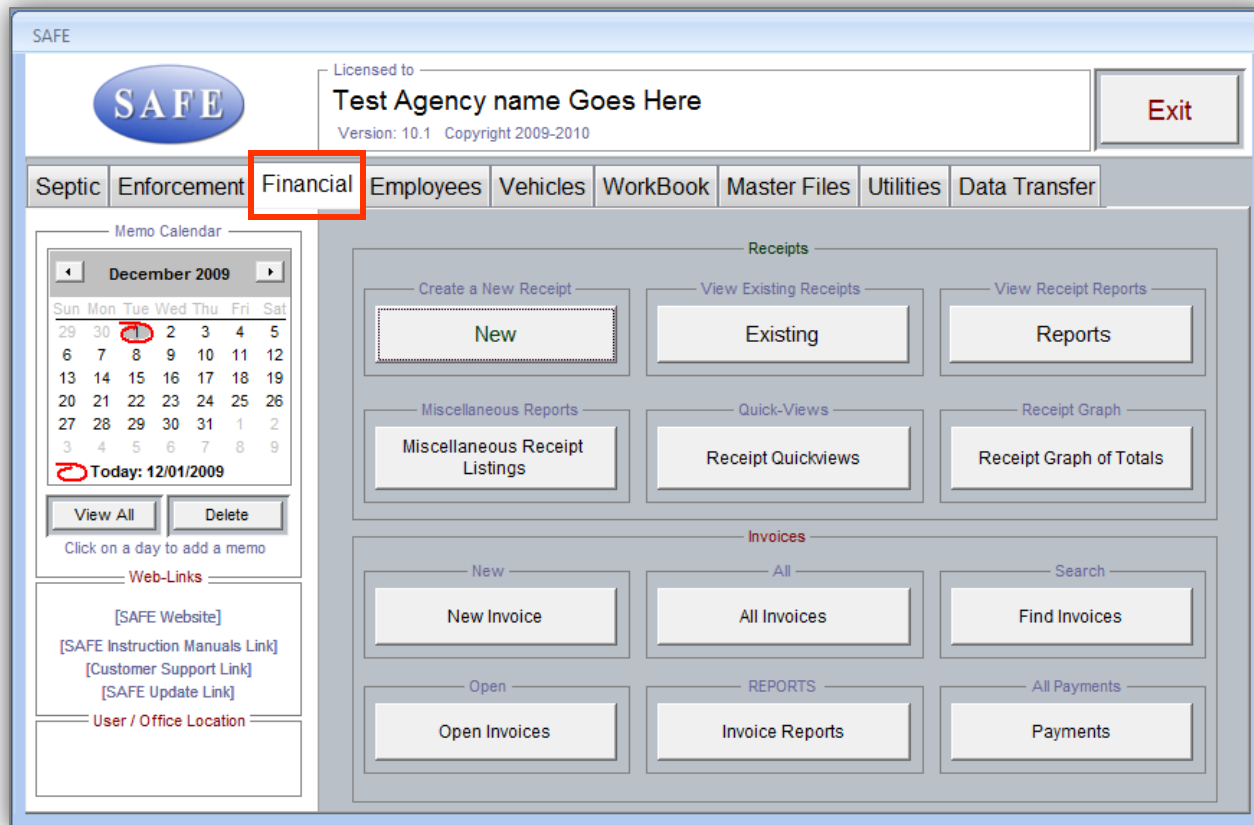 SAFE
SAFE
Licensed to
Test Agency name Goes Here
Version: 10.1 Copyright 2009-2010
Exit
Septic Enforcement Financial Employees Vehicles WorkBook Master Files Utilities Data Transfer
Memo Calendar
December 2009
Sun Mon Tue Wed Thu Fri Sat
29 30 1 2 3 4 5
6 7 8 9 10 11 12
13 14 15 16 17 18 19
20 21 22 23 24 25 26
27 28 29 30 31 1 2
3 4 5 6 7 8 9
Today: 12/01/2009
View All Delete
Click on a day to add a memo
Web-Links
[SAFE Website]
[SAFE Instruction Manuals Link]
[Customer Support Link]
[SAFE Update Link]
User / Office Location
Receipts
Create a New Receipt View Existing Receipts View Receipt Reports
New Existing Reports
Miscellaneous Reports Quick-Views Receipt Graph
Miscellaneous Receipt
Listings
Receipt Quickviews
Receipt Graph of Totals
Invoices
New All Search
New Invoice All Invoices Find Invoices
Open REPORTS All Payments
Open Invoices Invoice Reports Payments